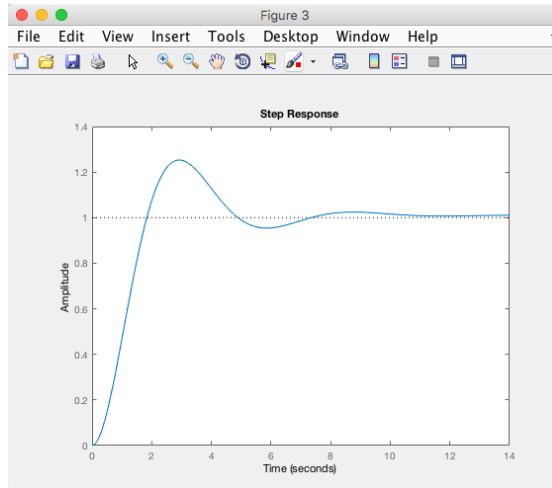 Figure 3
File Edit View Insert Tools Desktop Window Help
Step Response
1.4
1.2
1
0.8
0.6
0.4
0.2
0
Amplitude
0 2 4 6 8 10 12 14
Time (seconds)